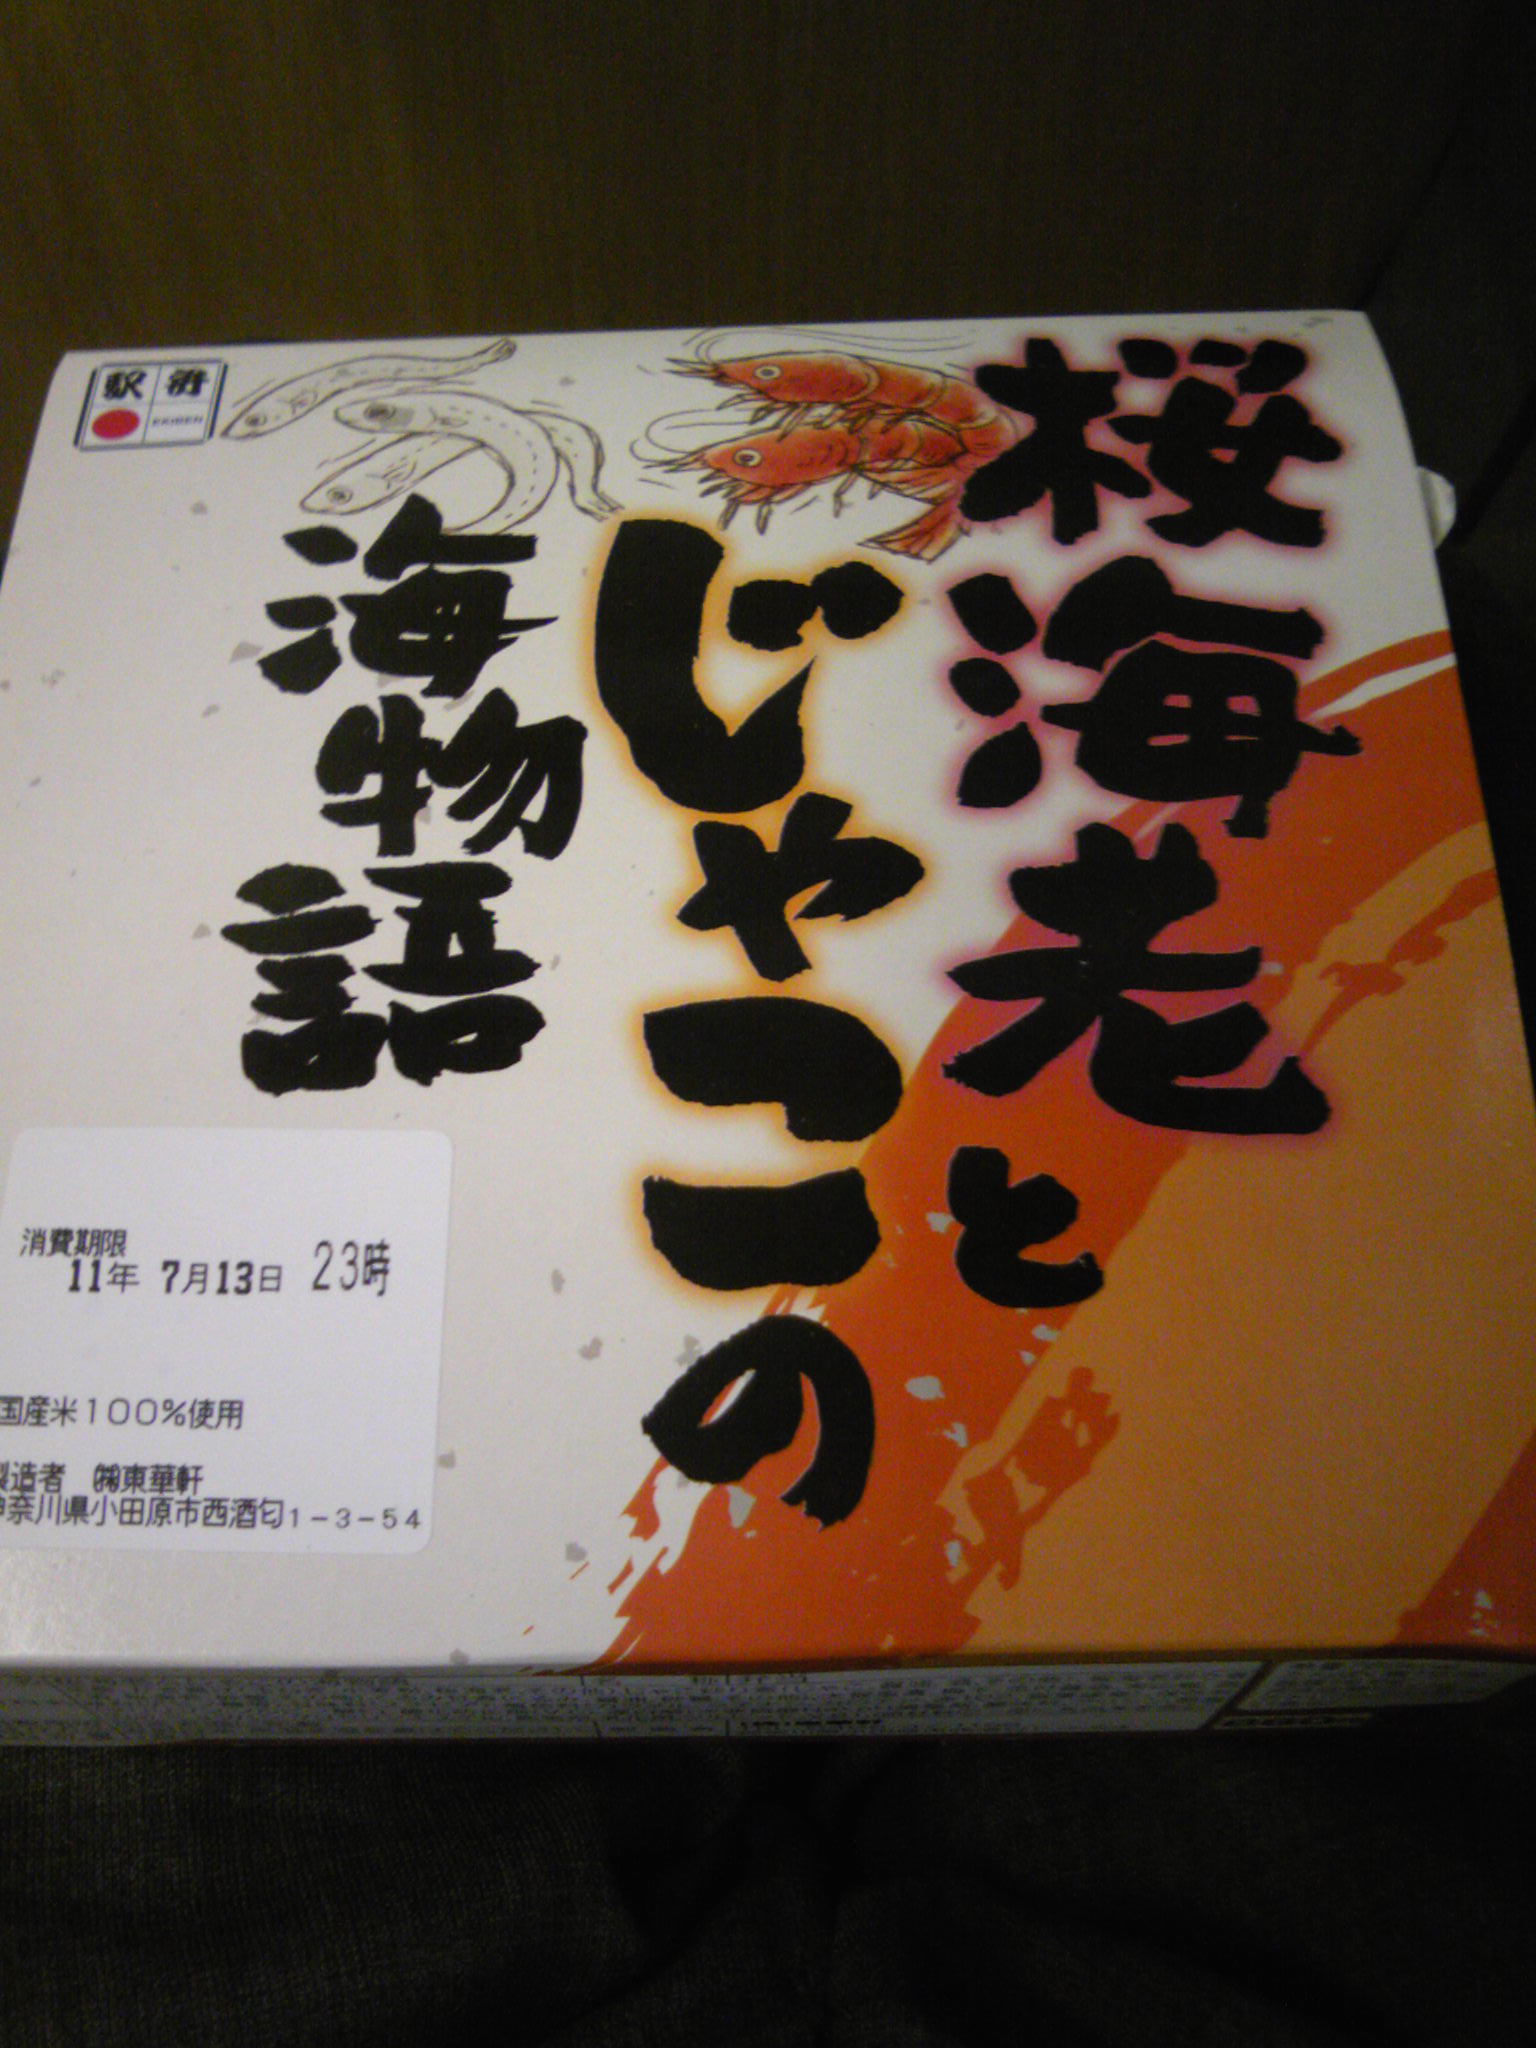 桜海老と
じゃこの
海物語
駅弁
EKIBEN
消費期限
11年 7月13日 23時
国産米100%使用
製造者 ㈱東華軒
神奈川県小田原市西酒匂1-3-54